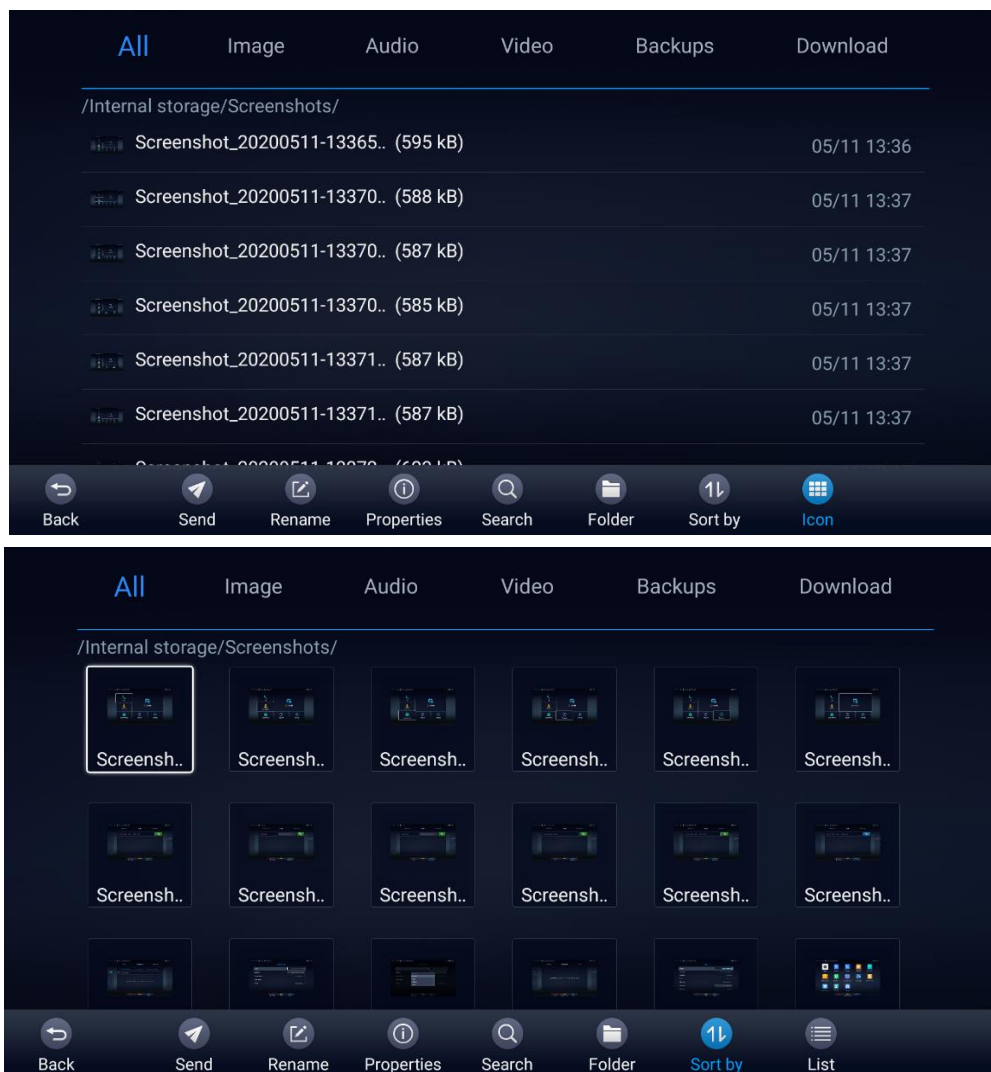 All Image Audio Video Backups Download
/Internal storage/Screenshots/
Screenshot_20200511-13365.. (595 kB) 05/11 13:36
Screenshot_20200511-13370.. (588 kB) 05/11 13:37
Screenshot_20200511-13370.. (587 kB) 05/11 13:37
Screenshot_20200511-13370.. (585 kB) 05/11 13:37
Screenshot_20200511-13371.. (587 kB) 05/11 13:37
Screenshot_20200511-13371.. (587 kB) 05/11 13:37
Back Send Rename Properties Search Folder Sort by Icon
All Image Audio Video Backups Download
/Internal storage/Screenshots/
Screensh.. Screensh.. Screensh.. Screensh.. Screensh.. Screensh..
Screensh.. Screensh.. Screensh.. Screensh.. Screensh.. Screensh..
Back Send Rename Properties Search Folder Sort by List